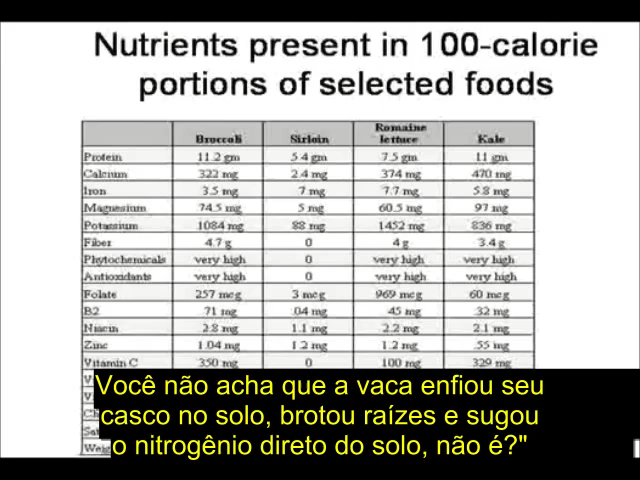 Nutrients present in 100-calorie
portions of selected foods
Broccoli Sirloin Romaine lettuce Kale
Protein 11.2 gm 5.4 gm 7.5 gm 11 gm
Calcium 322 mg 2.4 mg 374 mg 470 mg
Iron 3.5 mg .7 mg 7.7 mg 5.8 mg
Magnesium 74.5 mg 5 mg 60.5 mg 97 mg
Potassium 1084 mg 88 mg 1452 mg 836 mg
Fiber 4.7 g 0 4 g 3.4 g
Phytochemicals very high 0 very high very high
Antioxidants very high 0 very high very high
Folate 257 mcg 3 mcg 969 mcg 60 mcg
B2 .71 mg .04 mg .45 mg .32 mg
Niacin 2.8 mg 1.1 mg 2.2 mg 2.1 mg
Zinc 1.04 mg 1.2 mg 1.2 mg .55 mg
Vitamin C 350 mg 0 100 mg 329 mg
Você não acha que a vaca enfiou seu
casco no solo, brotou raízes e sugou
o nitrogênio direto do solo, não é?"